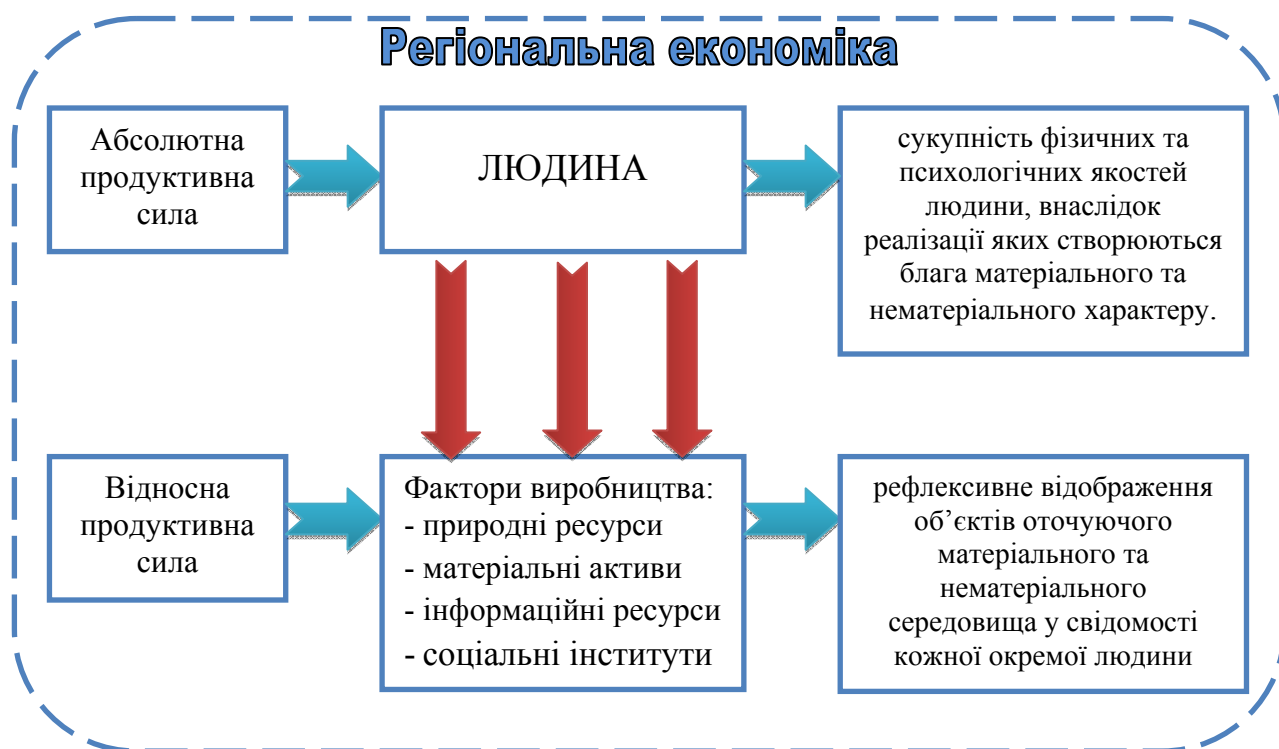 Регіональна економіка
Абсолютна
продуктивна
сила
ЛЮДИНА
сукупність фізичних та
психологічних якостей
людини, внаслідок
реалізації яких створюються
блага матеріального та
нематеріального характеру.
Відносна
продуктивна
сила
Фактори виробництва:
- природні ресурси
- матеріальні активи
- інформаційні ресурси
- соціальні інститути
рефлексивне відображення
об’єктів оточуючого
матеріального та
нематеріального
середовища у свідомості
кожної окремої людини